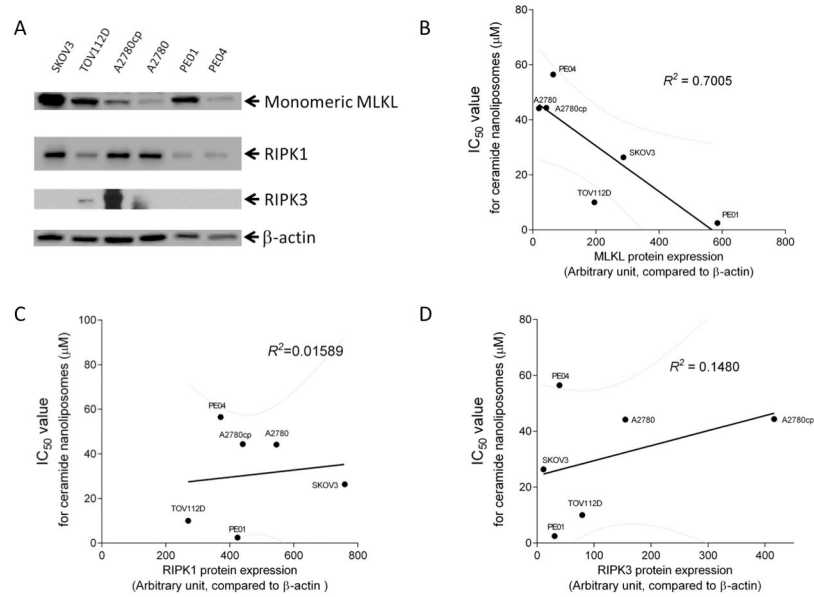 A
SKOV3
TOV112D
A2780cp
A2780
PE01
PE04
Monomeric MLKL
RIPK1
RIPK3
β-actin
B
IC50 value
for ceramide nanoliposomes (μM)
80
60
40
20
0
PE04
A2780
A2780cp
SKOV3
TOV112D
PE01
R² = 0.7005
0 200 400 600 800
MLKL protein expression
(Arbitrary unit, compared to β-actin)
C
IC50 value
for ceramide nanoliposomes (μM)
100
80
60
40
20
0
R²=0.01589
PE04
A2780cp
A2780
SKOV3
TOV112D
PE01
0 200 400 600 800
RIPK1 protein expression
(Arbitrary unit, compared to β-actin )
D
IC50 value
for ceramide nanoliposomes (μM)
80
60
40
20
0
R² = 0.1480
PE04
A2780
A2780cp
SKOV3
TOV112D
PE01
0 100 200 300 400
RIPK3 protein expression
(Arbitrary unit, compared to β-actin)